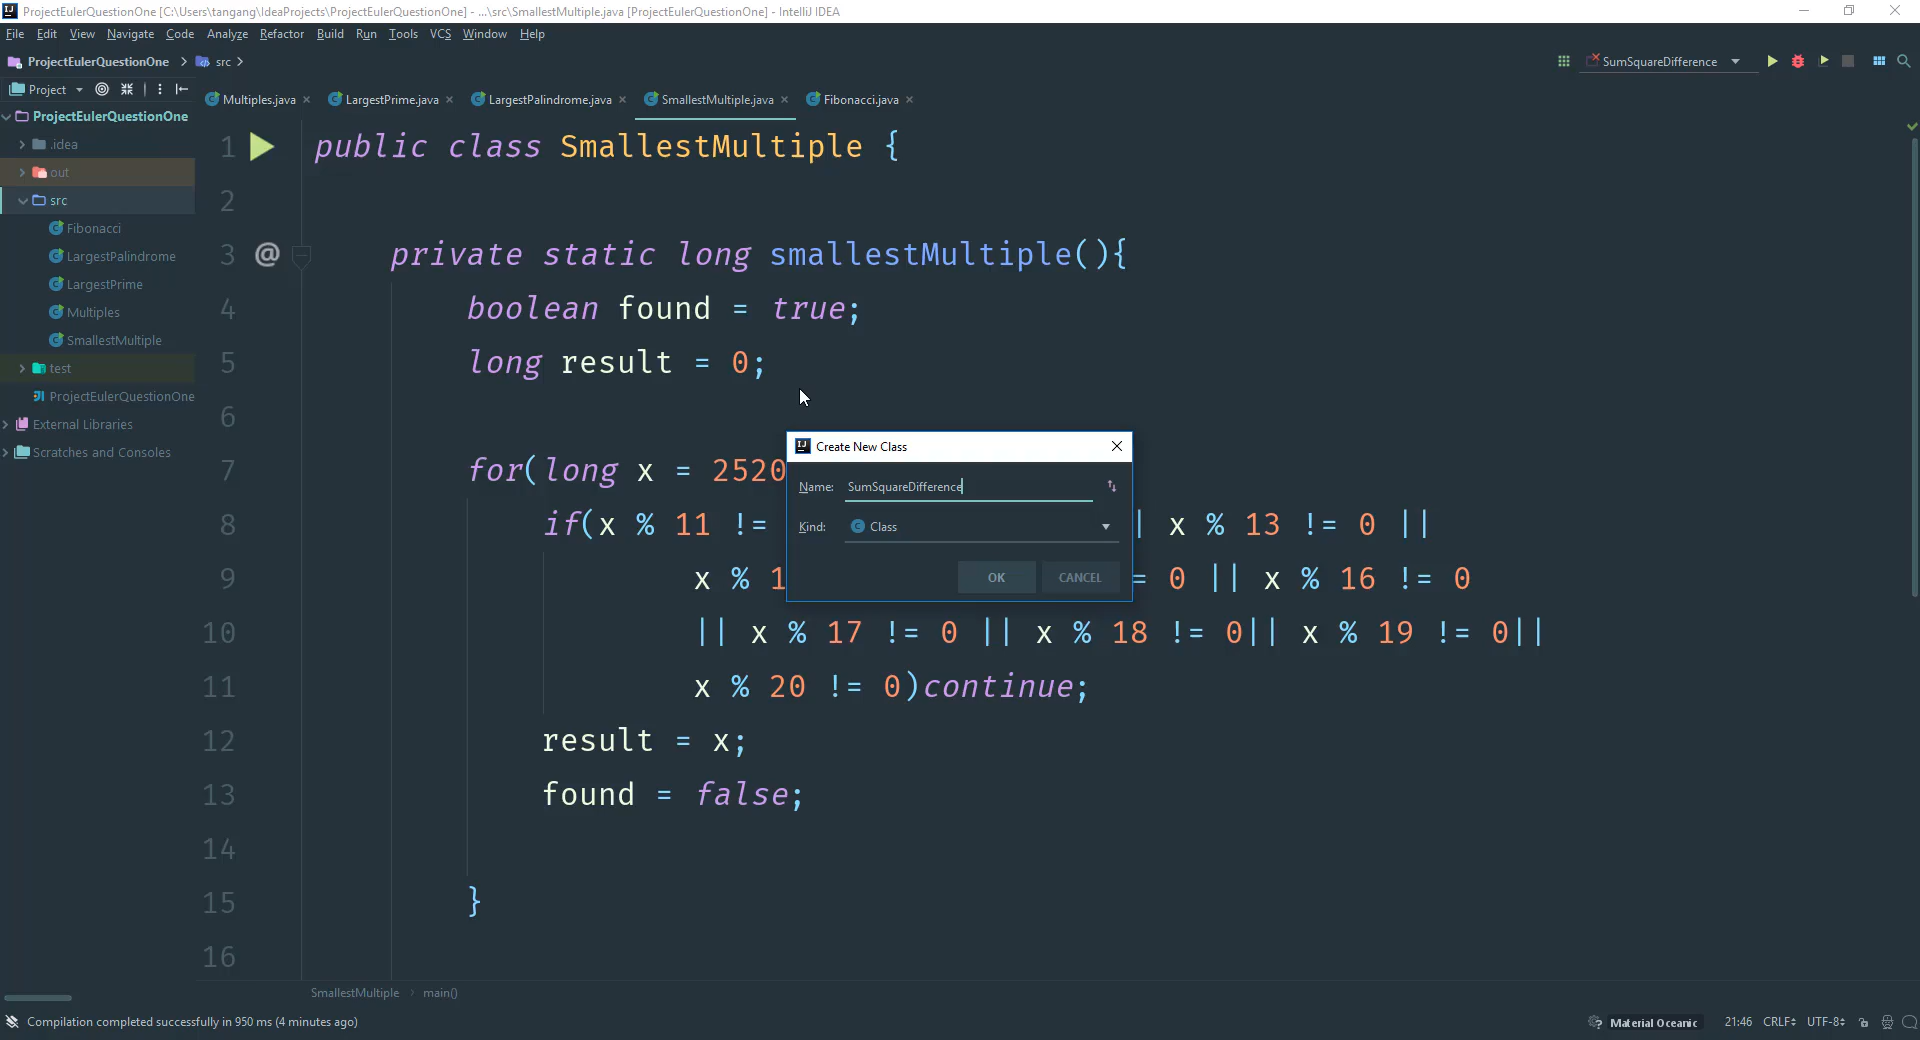 ProjectEulerQuestionOne [C:\Users\tangang\IdeaProjects\ProjectEulerQuestionOne] - ...\src\SmallestMultiple.java [ProjectEulerQuestionOne] - IntelliJ IDEA
File Edit View Navigate Code Analyze Refactor Build Run Tools VCS Window Help
ProjectEulerQuestionOne src SumSquareDifference
Project Multiples.java LargestPrime.java LargestPalindrome.java SmallestMultiple.java Fibonacci.java
ProjectEulerQuestionOne
.idea
out
src
Fibonacci
LargestPalindrome
LargestPrime
Multiples
SmallestMultiple
test
ProjectEulerQuestionOne
External Libraries
Scratches and Consoles
1 public class SmallestMultiple {
2
3 @ private static long smallestMultiple(){
4 boolean found = true;
5 long result = 0;
6
7 for(long x = 2520
8 if(x % 11 != | x % 13 != 0 ||
9 x % 1 = 0 || x % 16 != 0
10 || x % 17 != 0 || x % 18 != 0|| x % 19 != 0||
11 x % 20 != 0)continue;
12 result = x;
13 found = false;
14
15 }
16
Create New Class
Name: SumSquareDifference
Kind: Class
OK CANCEL
SmallestMultiple main()
Compilation completed successfully in 950 ms (4 minutes ago) Material Oceanic 21:46 CRLF UTF-8